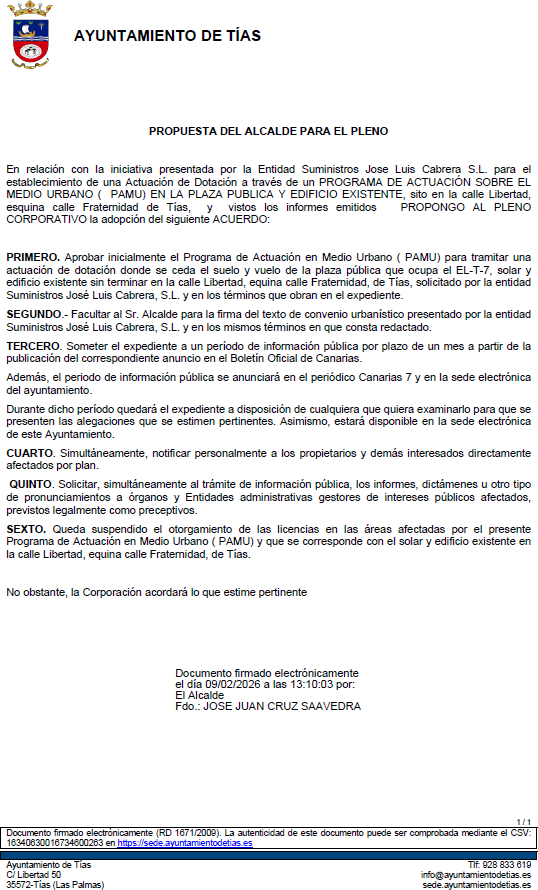 AYUNTAMIENTO DE TÍAS
PROPUESTA DEL ALCALDE PARA EL PLENO
En relación con la iniciativa presentada por la Entidad Suministros Jose Luis Cabrera S.L. para el
establecimiento de una Actuación de Dotación a través de un PROGRAMA DE ACTUACIÓN SOBRE EL
MEDIO URBANO ( PAMU) EN LA PLAZA PUBLICA Y EDIFICIO EXISTENTE, sito en la calle Libertad,
esquina calle Fraternidad de Tías, y vistos los informes emitidos PROPONGO AL PLENO
CORPORATIVO la adopción del siguiente ACUERDO:
PRIMERO. Aprobar inicialmente el Programa de Actuación en Medio Urbano ( PAMU) para tramitar una
actuación de dotación donde se ceda el suelo y vuelo de la plaza pública que ocupa el EL-T-7, solar y
edificio existente sin terminar en la calle Libertad, equina calle Fraternidad, de Tías, solicitado por la entidad
Suministros José Luis Cabrera, S.L. y en los términos que obran en el expediente.
SEGUNDO.- Facultar al Sr. Alcalde para la firma del texto de convenio urbanístico presentado por la entidad
Suministros José Luis Cabrera, S.L. y en los mismos términos en que consta redactado.
TERCERO. Someter el expediente a un período de información pública por plazo de un mes a partir de la
publicación del correspondiente anuncio en el Boletín Oficial de Canarias.
Además, el periodo de información pública se anunciará en el periódico Canarias 7 y en la sede electrónica
del ayuntamiento.
Durante dicho período quedará el expediente a disposición de cualquiera que quiera examinarlo para que se
presenten las alegaciones que se estimen pertinentes. Asimismo, estará disponible en la sede electrónica
de este Ayuntamiento.
CUARTO. Simultáneamente, notificar personalmente a los propietarios y demás interesados directamente
afectados por plan.
QUINTO. Solicitar, simultáneamente al trámite de información pública, los informes, dictámenes u otro tipo
de pronunciamientos a órganos y Entidades administrativas gestores de intereses públicos afectados,
previstos legalmente como preceptivos.
SEXTO. Queda suspendido el otorgamiento de las licencias en las áreas afectadas por el presente
Programa de Actuación en Medio Urbano ( PAMU) y que se corresponde con el solar y edificio existente en
la calle Libertad, equina calle Fraternidad, de Tías.
No obstante, la Corporación acordará lo que estime pertinente
Documento firmado electrónicamente
el día 09/02/2026 a las 13:10:03 por:
El Alcalde
Fdo.: JOSE JUAN CRUZ SAAVEDRA
1 / 1
Documento firmado electrónicamente (RD 1671/2009). La autenticidad de este documento puede ser comprobada mediante el CSV:
16340630016734600263 en https://sede.ayuntamientodetias.es
Ayuntamiento de Tías
Tlf: 928 833 619
C/ Libertad 50
info@ayuntamientodetias.es
35572-Tías (Las Palmas)
sede.ayuntamientodetias.es